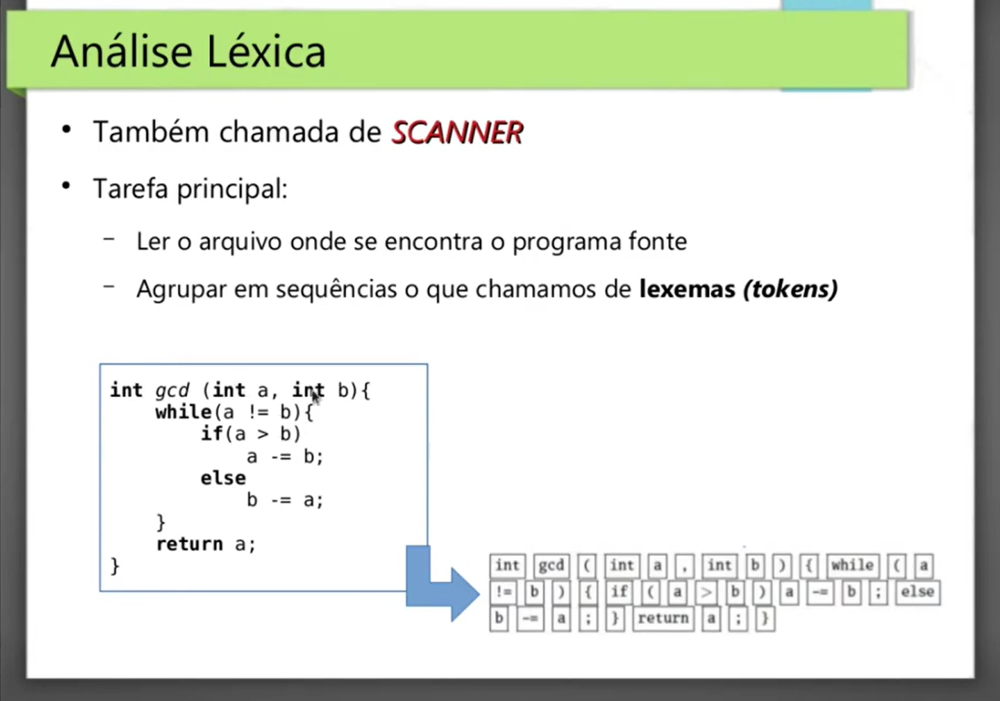 Análise Léxica
• Também chamada de SCANNER
• Tarefa principal:
– Ler o arquivo onde se encontra o programa fonte
– Agrupar em sequências o que chamamos de lexemas (tokens)
int gcd (int a, int b){
    while(a != b){
        if(a > b)
            a -= b;
        else
            b -= a;
    }
    return a;
}
int gcd ( int a , int b ) { while ( a
!= b ) { if ( a > b ) a -= b ; else
b -= a ; } return a ; }